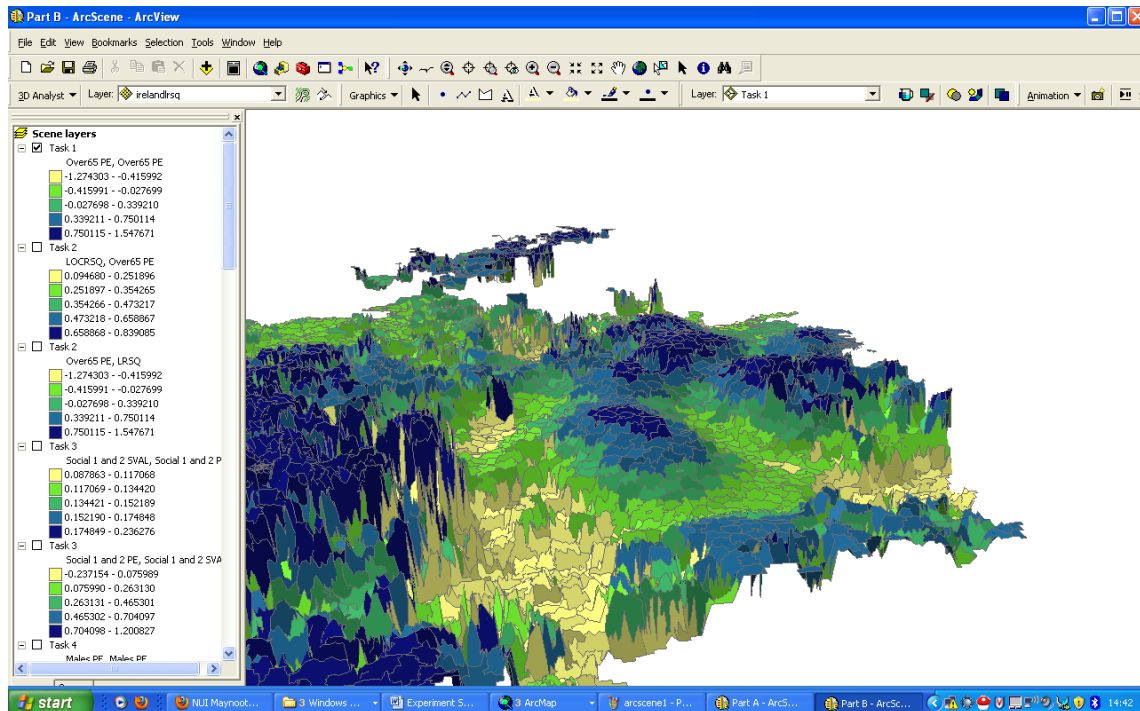 Part B - ArcScene - ArcView
File Edit View Bookmarks Selection Tools Window Help
3D Analyst Layer: irelandlrsq Graphics A A Layer: Task 1 Animation
Scene layers
Task 1
Over65 PE, Over65 PE
-1.274303 - -0.415992
-0.415991 - -0.027699
-0.027698 - 0.339210
0.339211 - 0.750114
0.750115 - 1.547671
Task 2
LOCRSQ, Over65 PE
0.094680 - 0.251896
0.251897 - 0.354265
0.354266 - 0.473217
0.473218 - 0.658867
0.658868 - 0.839085
Task 2
Over65 PE, LRSQ
-1.274303 - -0.415992
-0.415991 - -0.027699
-0.027698 - 0.339210
0.339211 - 0.750114
0.750115 - 1.547671
Task 3
Social 1 and 2 SVAL, Social 1 and 2 P
0.087863 - 0.117068
0.117069 - 0.134420
0.134421 - 0.152189
0.152190 - 0.174848
0.174849 - 0.236276
Task 3
Social 1 and 2 PE, Social 1 and 2 SVA
-0.237154 - 0.075989
0.075990 - 0.263130
0.263131 - 0.465301
0.465302 - 0.704097
0.704098 - 1.200827
Task 4
Males PE, Males PE
start NUI Maynoot... 3 Windows ... Experiment S... 3 ArcMap arcscene1 - P... Part A - ArcS... Part B - ArcSc... 14:42